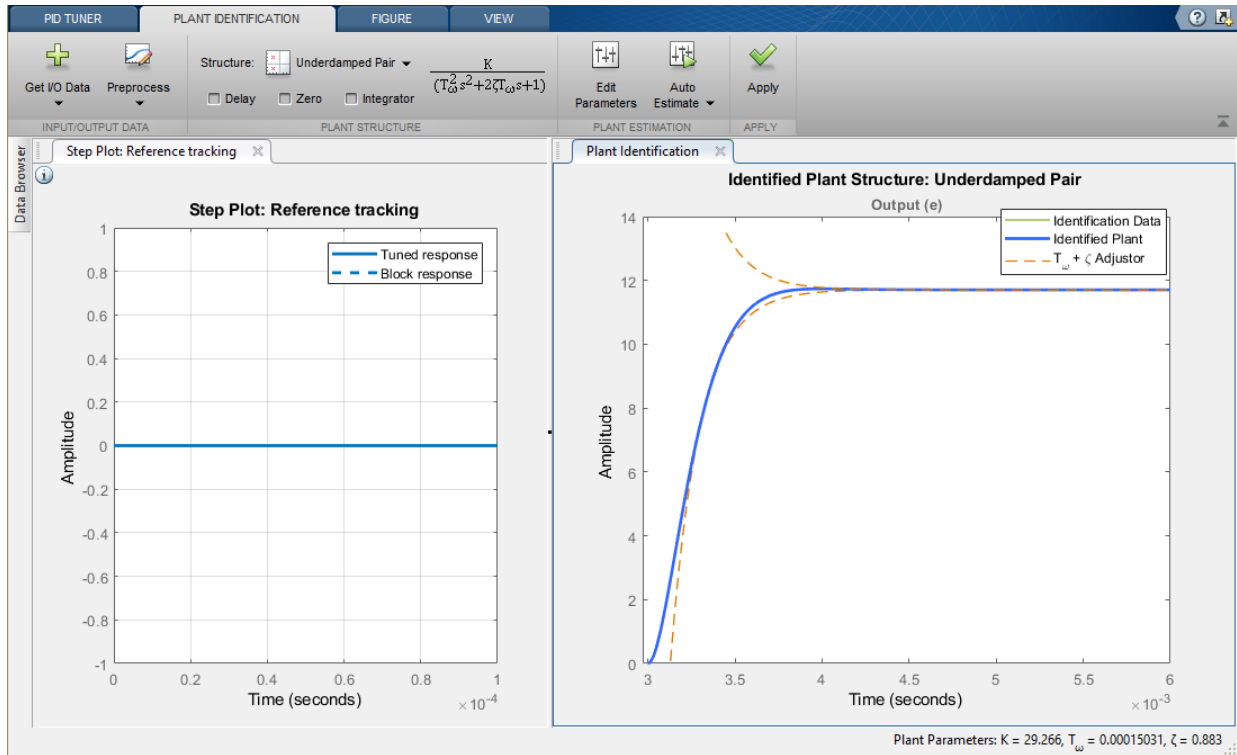 PID TUNER
PLANT IDENTIFICATION
FIGURE
VIEW
?
Get I/O Data
Preprocess
Structure:
Underdamped Pair
K
(T_ω^2 s^2+2ζT_ω s+1)
Delay
Zero
Integrator
Edit Parameters
Auto Estimate
Apply
INPUT/OUTPUT DATA
PLANT STRUCTURE
PLANT ESTIMATION
APPLY
Data Browser
Step Plot: Reference tracking
Step Plot: Reference tracking
1
0.8
0.6
0.4
0.2
0
-0.2
-0.4
-0.6
-0.8
-1
Amplitude
Tuned response
Block response
0 0.2 0.4 0.6 0.8 1
Time (seconds)
×10^-4
Plant Identification
Identified Plant Structure: Underdamped Pair
Output (e)
14
12
10
8
6
4
2
0
Amplitude
Identification Data
Identified Plant
T_ω + ζ Adjustor
3 3.5 4 4.5 5 5.5 6
Time (seconds)
×10^-3
Plant Parameters: K = 29.266, T_ω = 0.00015031, ζ = 0.883